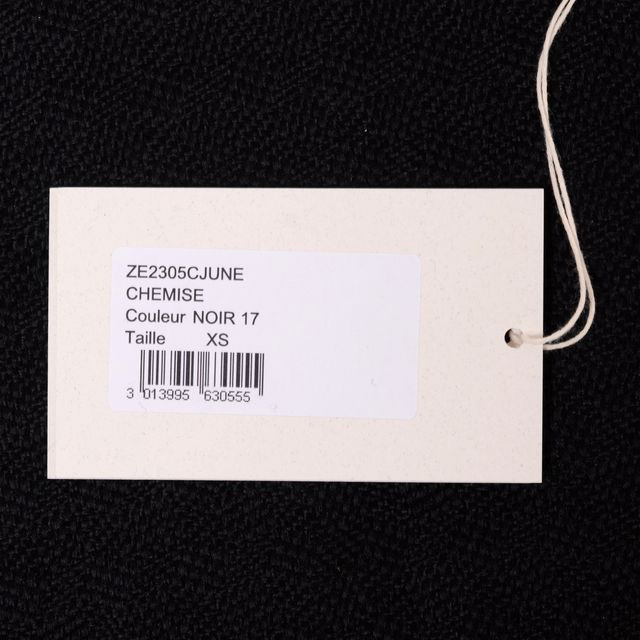 ZE2305CJUNE
CHEMISE
Couleur NOIR 17
Taille XS
3 013995 630555